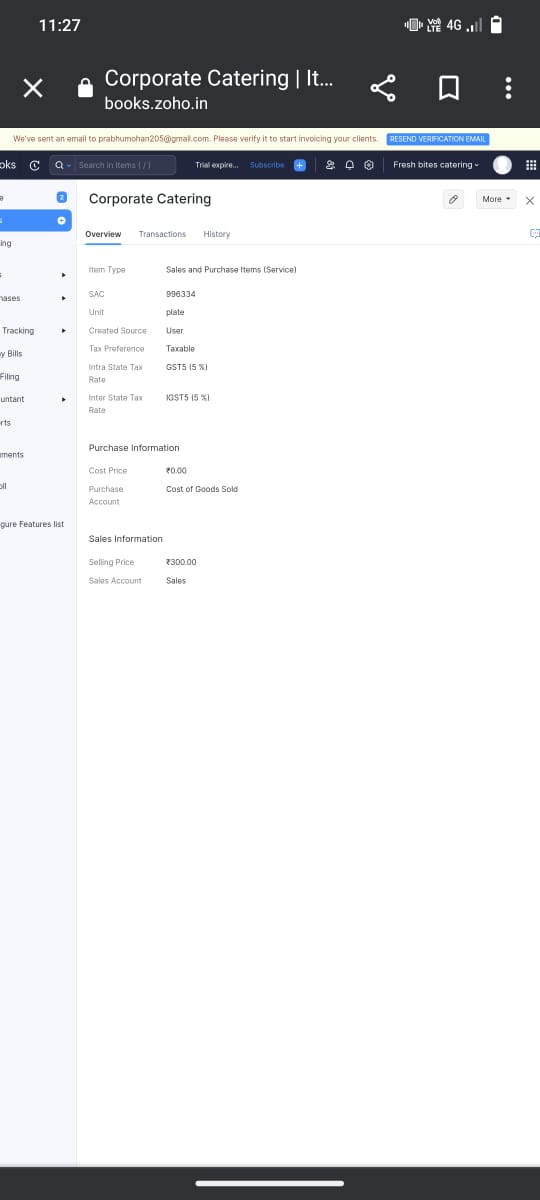 11:27
Vo) LTE 4G
Corporate Catering | It...
books.zoho.in
We've sent an email to prabhumohan205@gmail.com. Please verify it to start invoicing your clients. RESEND VERIFICATION EMAIL
oks Search in Items ( / ) Trial expire... Subscribe Fresh bites catering
e 2
s
Corporate Catering
More
ing
Overview Transactions History
s
hases
Tracking
y Bills
Filing
untant
rts
uments
oll
gure Features list
Item Type Sales and Purchase Items (Service)
SAC 996334
Unit plate
Created Source User
Tax Preference Taxable
Intra State Tax GST5 (5 %)
Rate
Inter State Tax IGST5 (5 %)
Rate
Purchase Information
Cost Price ₹0.00
Purchase Cost of Goods Sold
Account
Sales Information
Selling Price ₹300.00
Sales Account Sales